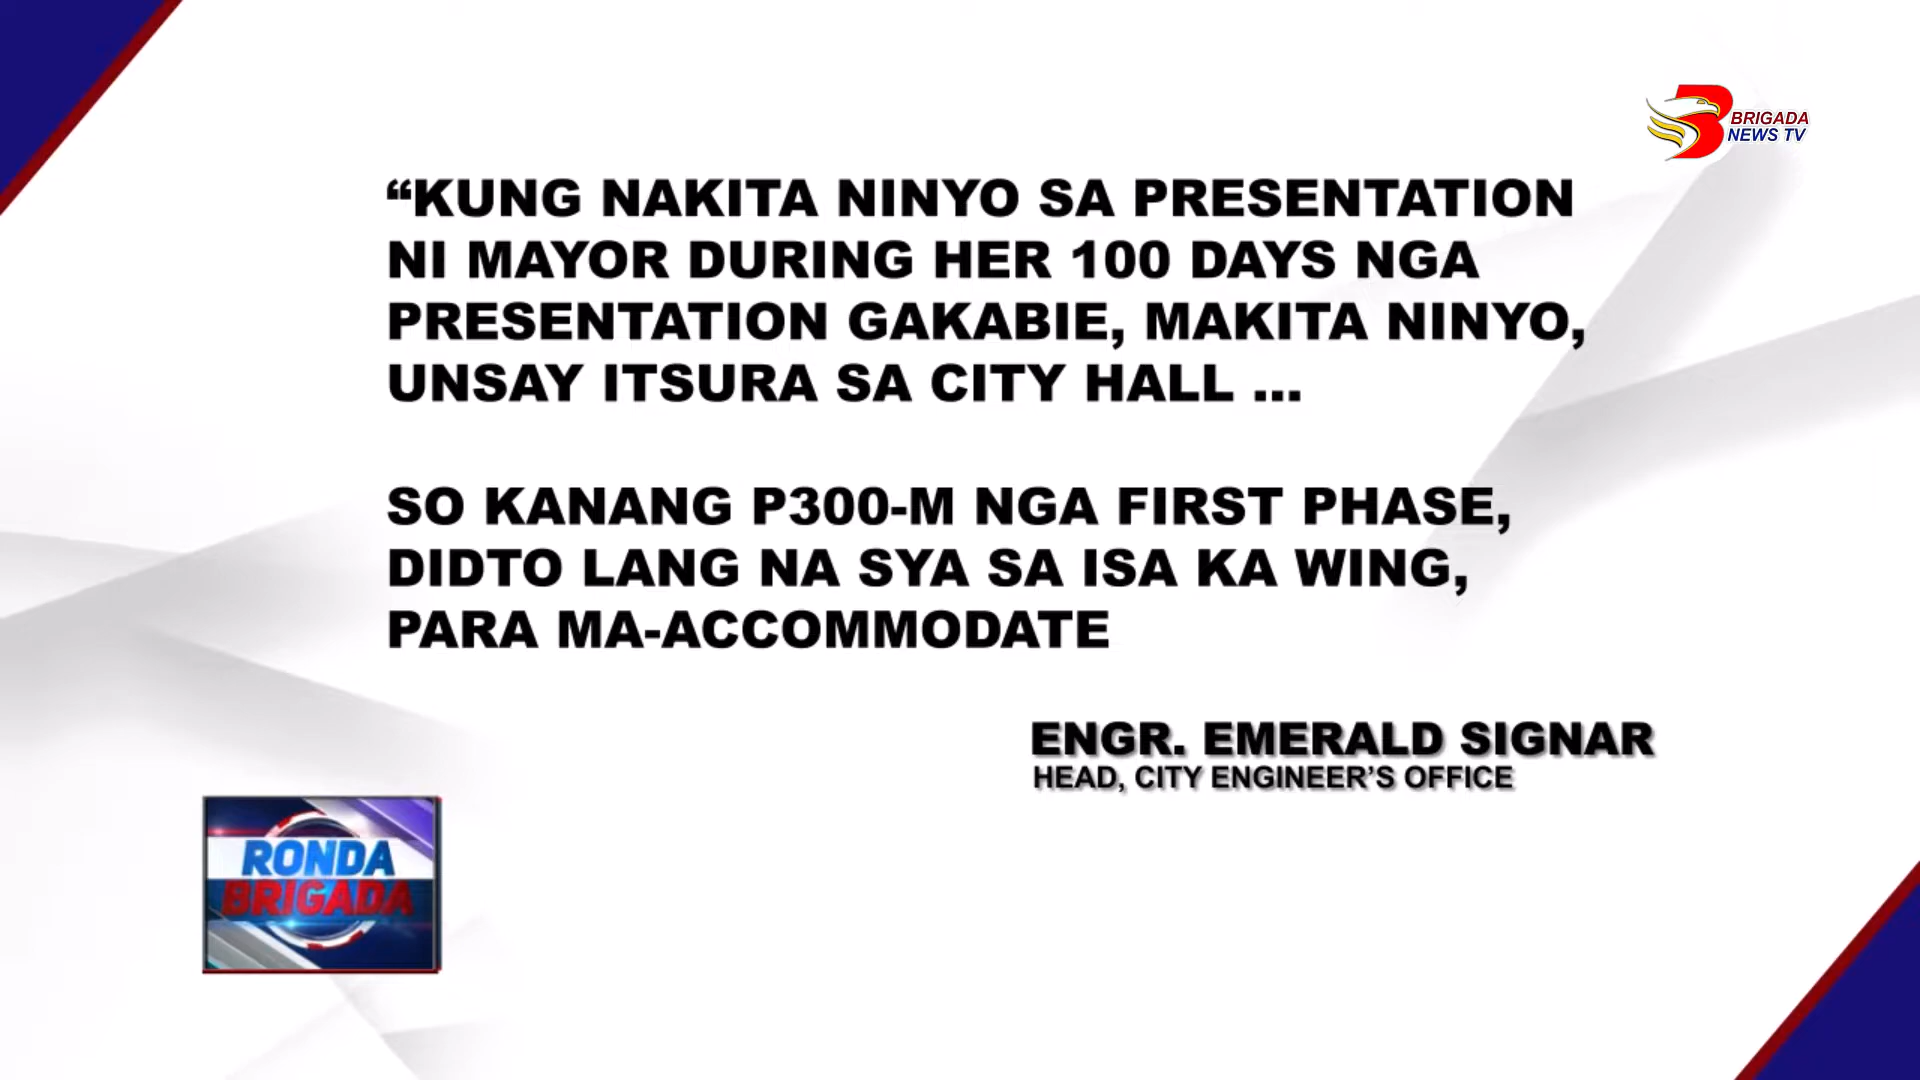 BRIGADA
NEWS TV
“KUNG NAKITA NINYO SA PRESENTATION
NI MAYOR DURING HER 100 DAYS NGA
PRESENTATION GAKABIE, MAKITA NINYO,
UNSAY ITSURA SA CITY HALL ...
SO KANANG P300-M NGA FIRST PHASE,
DIDTO LANG NA SYA SA ISA KA WING,
PARA MA-ACCOMMODATE
ENGR. EMERALD SIGNAR
HEAD, CITY ENGINEER’S OFFICE
RONDA
BRIGADA